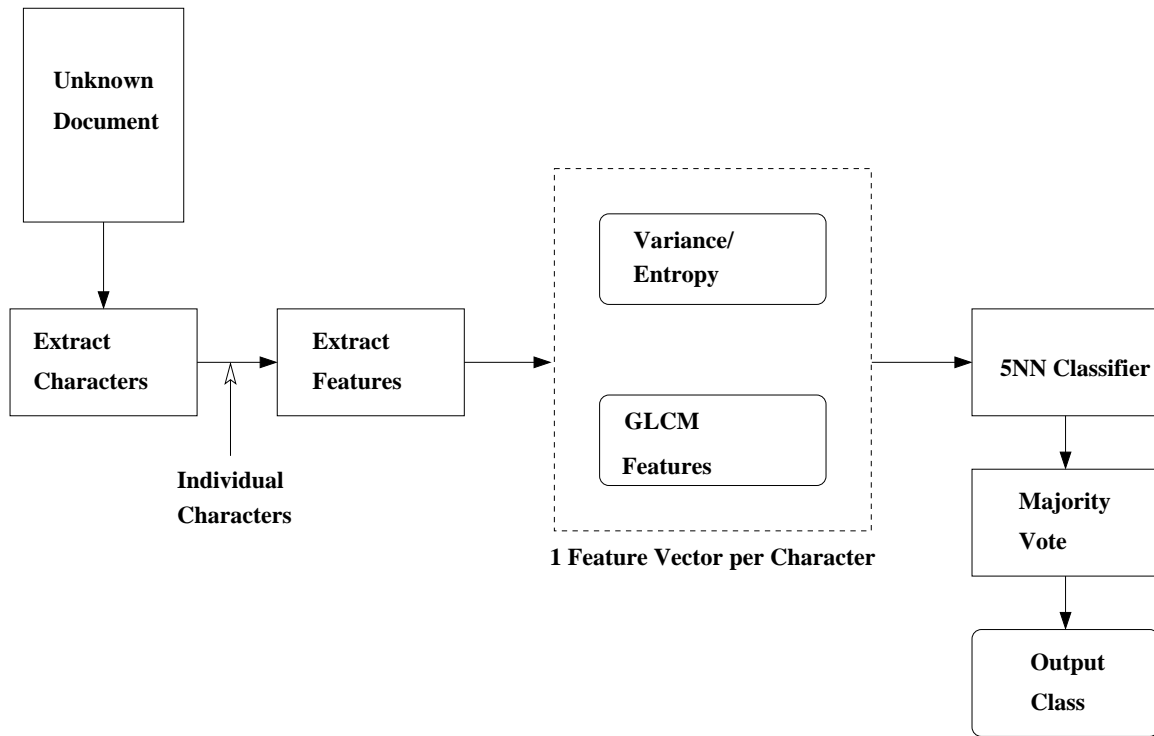 Unknown
Document
Extract
Characters
Individual
Characters
Extract
Features
Variance/
Entropy
GLCM
Features
1 Feature Vector per Character
5NN Classifier
Majority
Vote
Output
Class